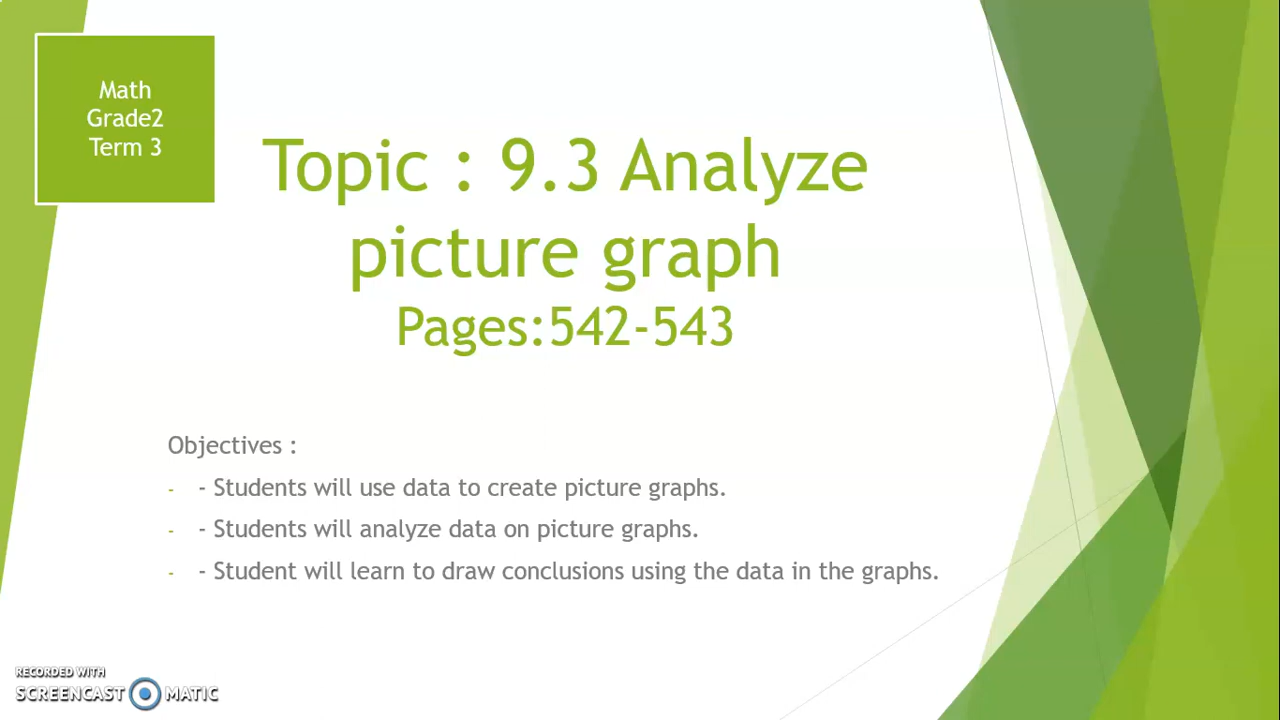 Math
Grade2
Term 3
Topic : 9.3 Analyze
picture graph
Pages:542-543
Objectives :
- - Students will use data to create picture graphs.
- - Students will analyze data on picture graphs.
- - Student will learn to draw conclusions using the data in the graphs.
RECORDED WITH
SCREENCAST MATIC